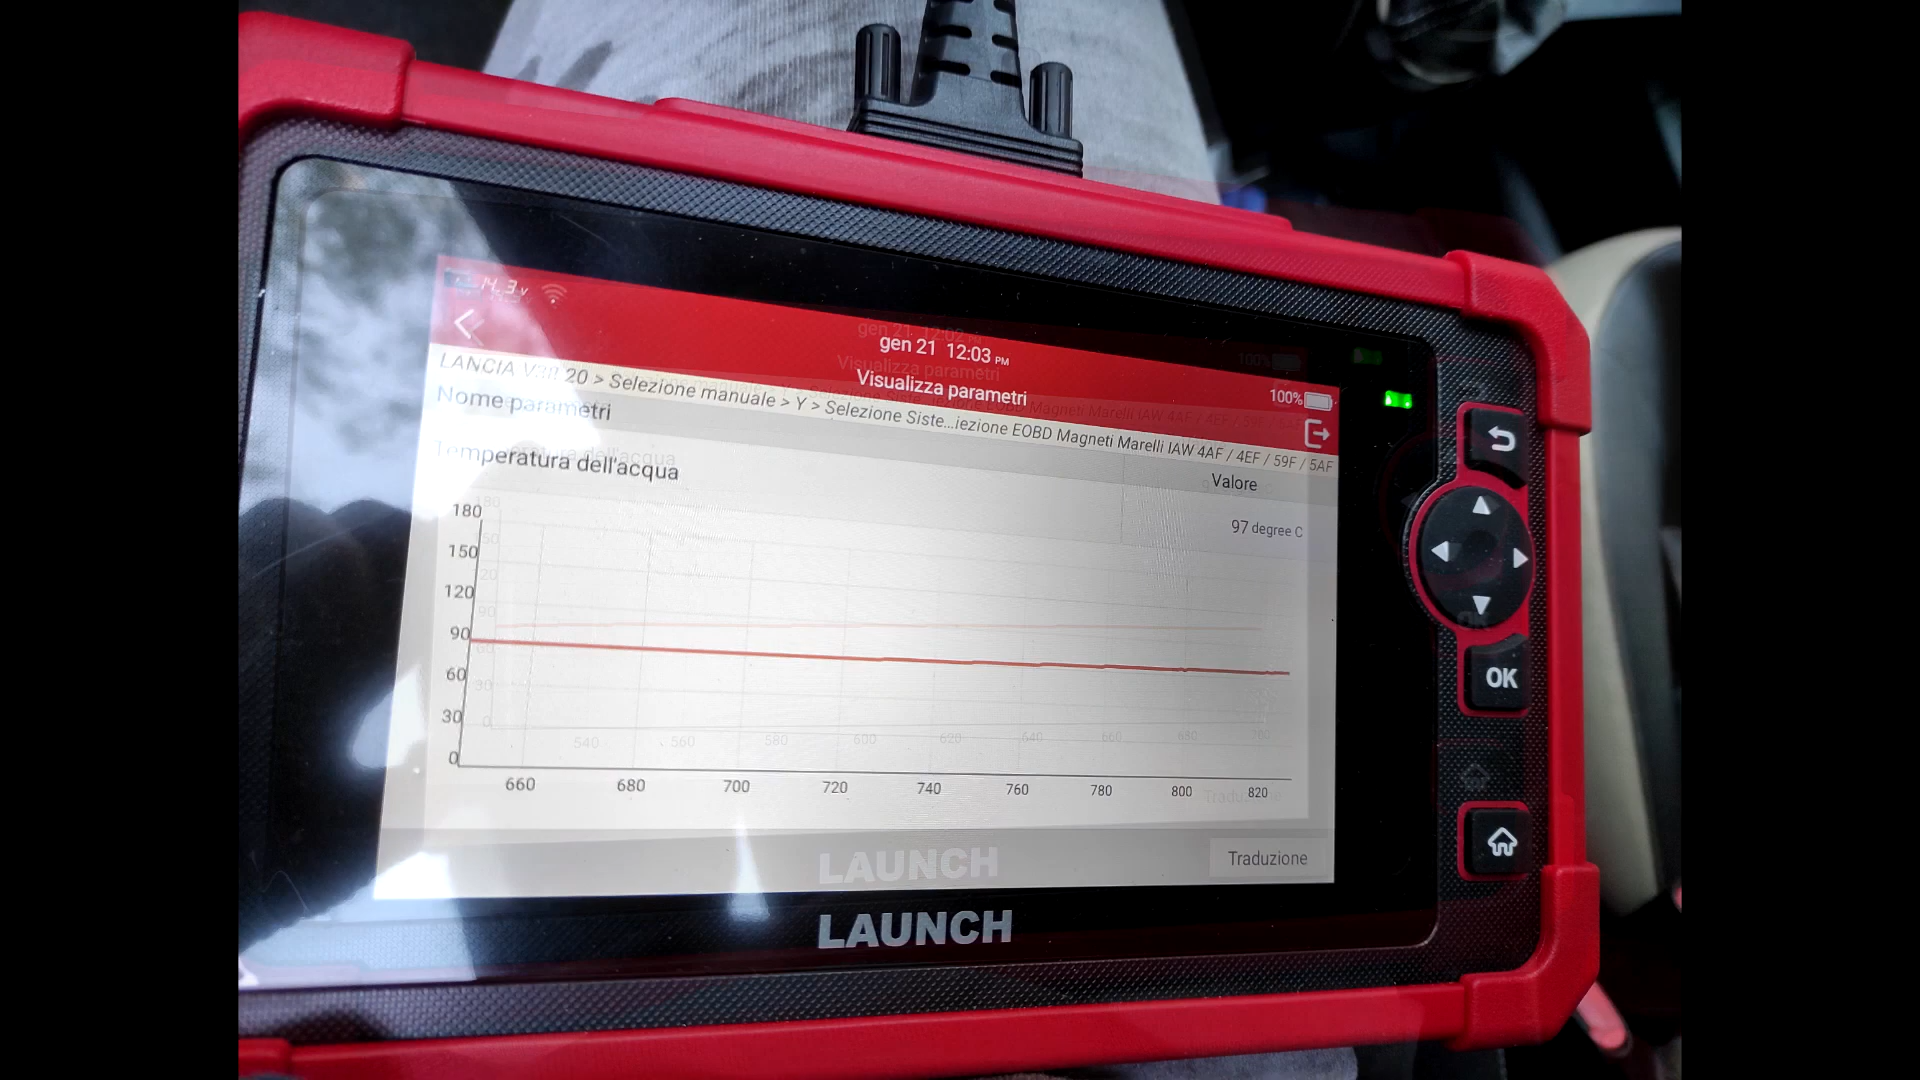 14.3v
gen 21 12:03 PM
Visualizza parametri
100%
LANCIA V38.20 > Selezione manuale > Y > Selezione Siste...iezione EOBD Magneti Marelli IAW 4AF / 4EF / 59F / 5AF
Nome parametri
Valore
Temperatura dell'acqua
97 degree C
180
150
120
90
60
30
0
660 680 700 720 740 760 780 800 820
Traduzione
LAUNCH
LAUNCH
OK